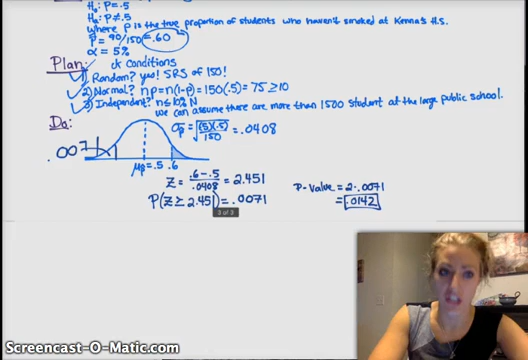 H₀: P = .5
Hₐ: P ≠ .5
where P is the true proportion of students who haven't smoked at Kenna's H.S.
p̂ = 90/150 = .60
α = 5%
Plan: Conditions
✓ 1) Random? yes! SRS of 150!
✓ 2) Normal? np = n(1-p) = 150(.5) = 75 ≥ 10
✓ 3) Independent? n ≤ 10% N
we can assume there are more than 1500 student at the large public school.
Do:
σp̂ = √(.5)(.5)/150 = .0408
.0071
μp̂ = .5 .6
Z = .6 - .5/.0408 = 2.451
P(Z ≥ 2.451) = .0071
P-value = 2·.0071
= .0142
2 of 3
Screencast-O-Matic.com